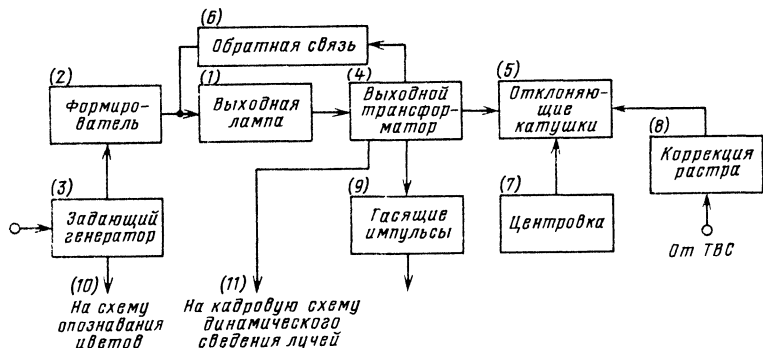 (6)
Обратная связь
(2)
Формиро-
ватель
(1)
Выходная
лампа
(4)
Выходной
трансфор-
матор
(5)
Отклоняю-
щие
катушки
(8)
Коррекция
растра
(3)
Задающий
генератор
(9)
Гасящие
импульсы
(7)
Центровка
От ТВС
(10)
На схему
опознавания
цветов
(11)
На кадровую схему
динамического
сведения лучей